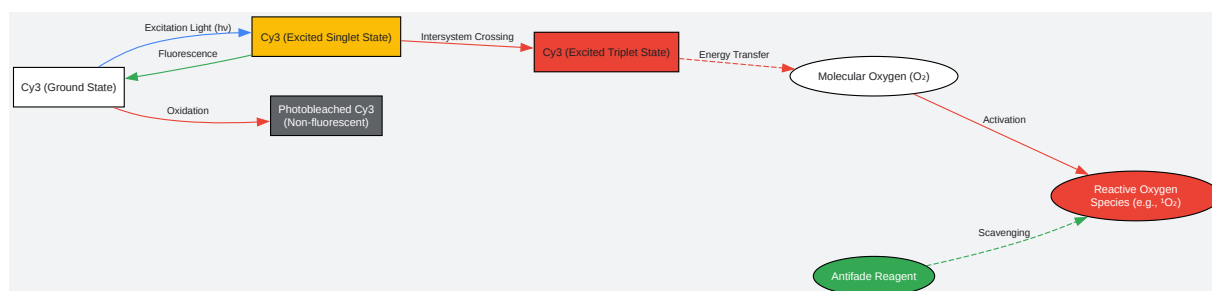 Excitation Light (hν)
Cy3 (Excited Singlet State)
Intersystem Crossing
Cy3 (Excited Triplet State)
Fluorescence
Energy Transfer
Molecular Oxygen (O₂)
Cy3 (Ground State)
Oxidation
Photobleached Cy3
(Non-fluorescent)
Activation
Reactive Oxygen
Species (e.g., ¹O₂)
Scavenging
Antifade Reagent